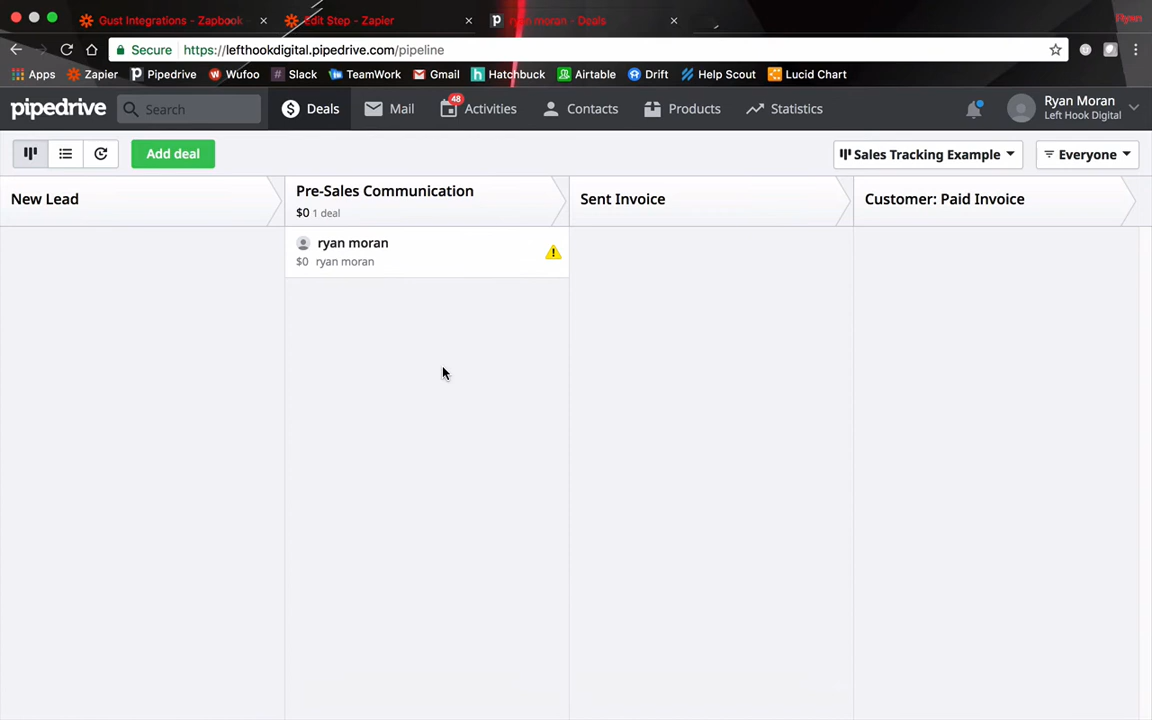 Gust Integrations - Zapbook
Edit Step - Zapier
ryan moran - Deals
Ryan
Secure https://lefthookdigital.pipedrive.com/pipeline
Apps Zapier Pipedrive Wufoo Slack TeamWork Gmail Hatchbuck Airtable Drift Help Scout Lucid Chart
pipedrive Search Deals Mail 48 Activities Contacts Products Statistics Ryan Moran
Left Hook Digital
Add deal Sales Tracking Example Everyone
New Lead
Pre-Sales Communication
$0 1 deal
Sent Invoice
Customer: Paid Invoice
ryan moran
$0 ryan moran